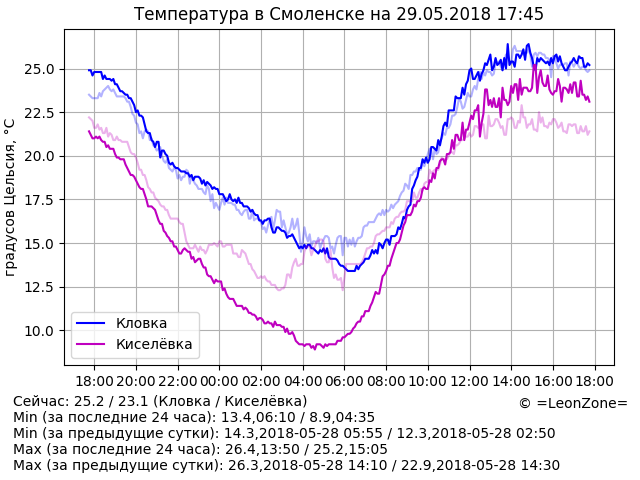 Температура в Смоленске на 29.05.2018 17:45
градусов Цельсия, °C
25.0
22.5
20.0
17.5
15.0
12.5
10.0
Кловка
Киселёвка
18:00 20:00 22:00 00:00 02:00 04:00 06:00 08:00 10:00 12:00 14:00 16:00 18:00
Сейчас: 25.2 / 23.1 (Кловка / Киселёвка)
© =LeonZone=
Min (за последние 24 часа): 13.4,06:10 / 8.9,04:35
Min (за предыдущие сутки): 14.3,2018-05-28 05:55 / 12.3,2018-05-28 02:50
Max (за последние 24 часа): 26.4,13:50 / 25.2,15:05
Max (за предыдущие сутки): 26.3,2018-05-28 14:10 / 22.9,2018-05-28 14:30